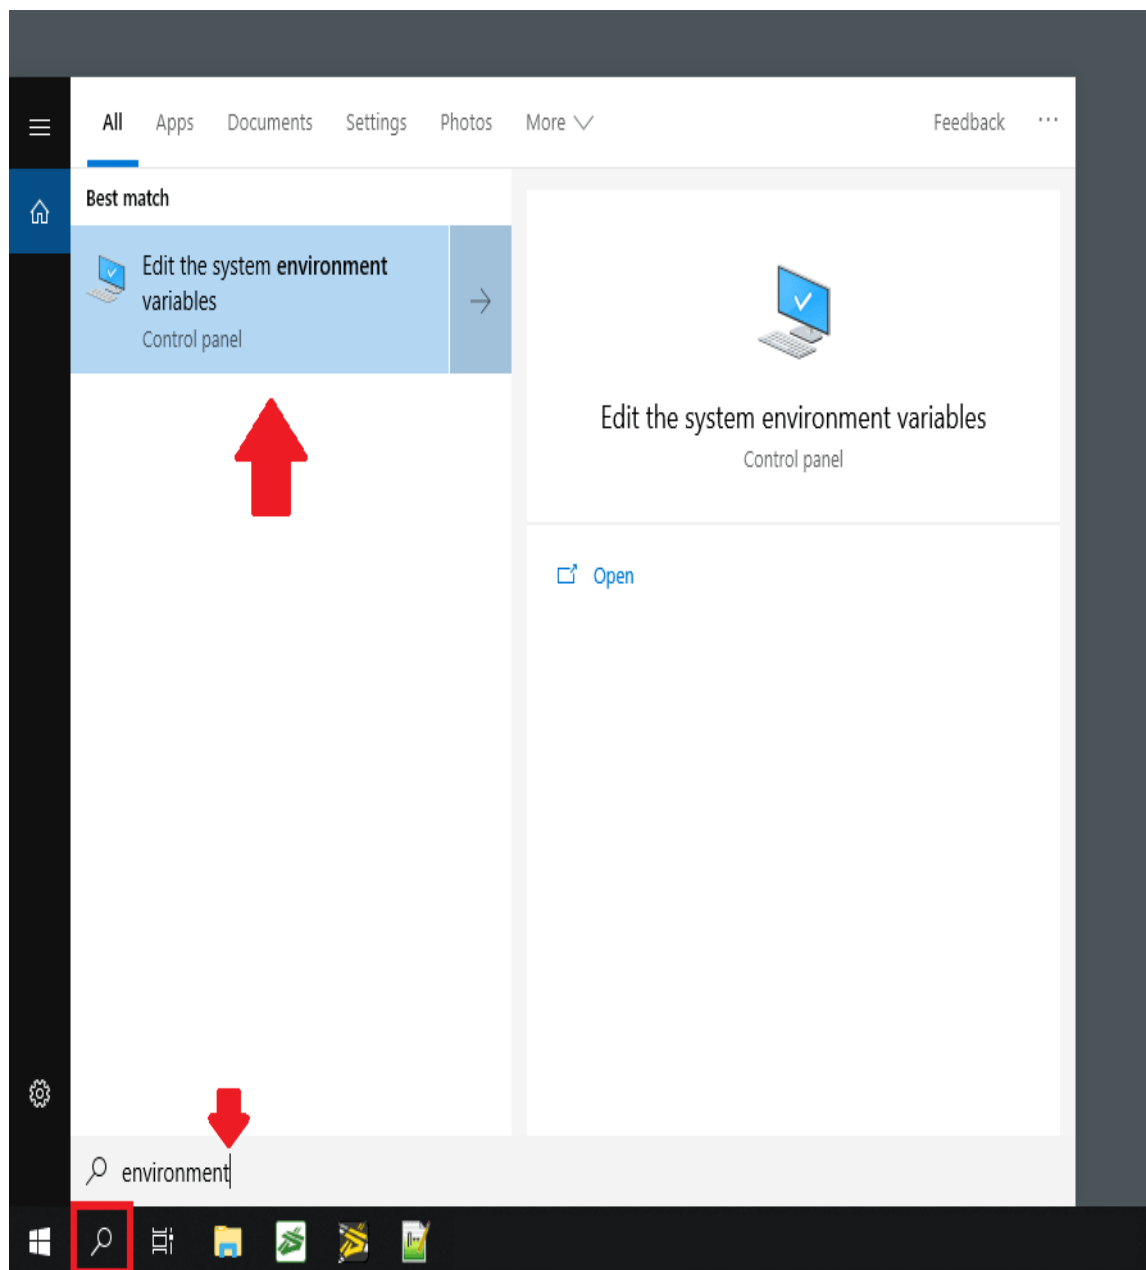 All Apps Documents Settings Photos More Feedback ...
Best match
Edit the system environment
variables
Control panel
Edit the system environment variables
Control panel
Open
environment